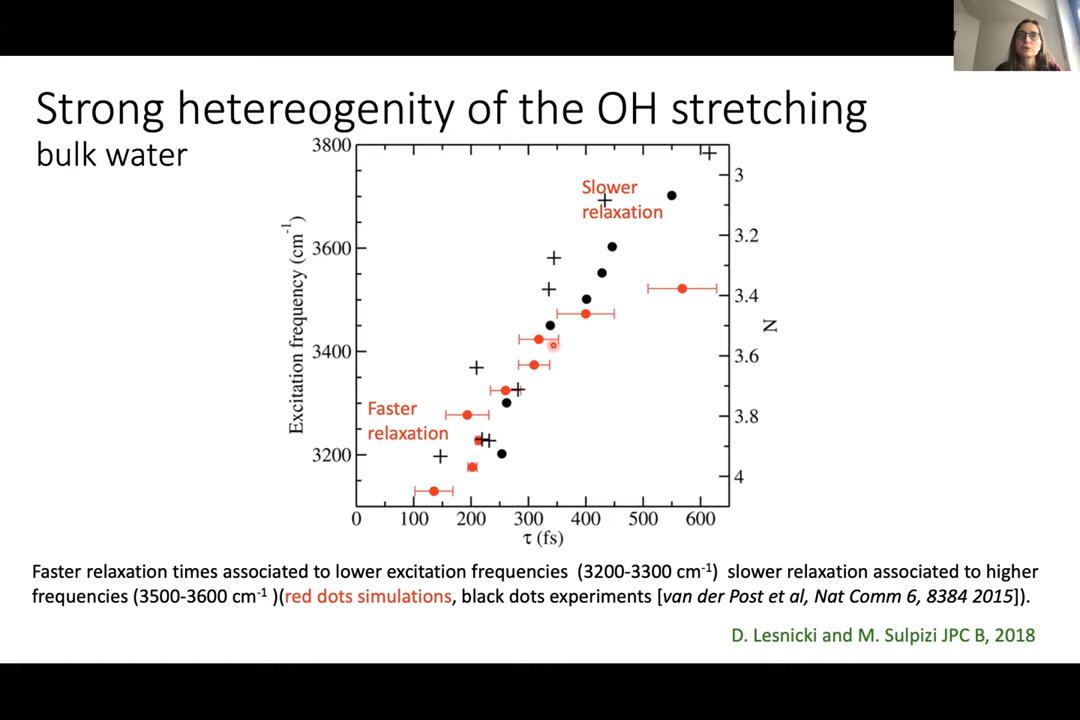 Strong hetereogenity of the OH stretching
bulk water
3800
3600
3400
3200
Excitation frequency (cm-1)
Slower
relaxation
Faster
relaxation
3
3.2
3.4
3.6
3.8
4
N
0 100 200 300 400 500 600
τ (fs)
Faster relaxation times associated to lower excitation frequencies (3200-3300 cm-1) slower relaxation associated to higher
frequencies (3500-3600 cm-1 )(red dots simulations, black dots experiments [van der Post et al, Nat Comm 6, 8384 2015]).
D. Lesnicki and M. Sulpizi JPC B, 2018